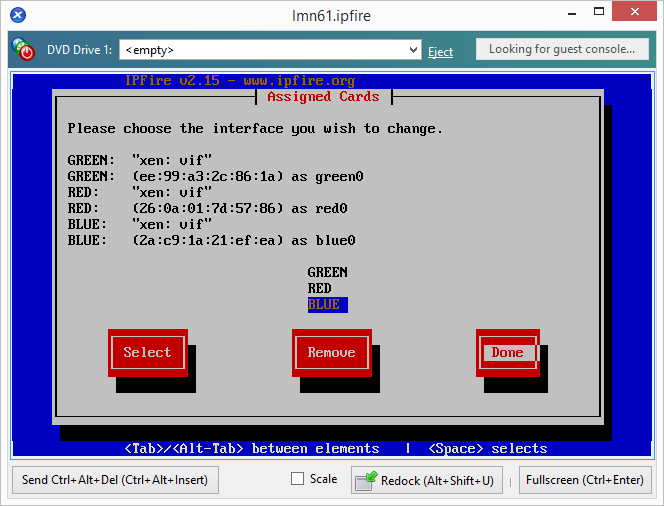 lmn61.ipfire
DVD Drive 1: <empty> Eject Looking for guest console...
IPFire v2.15 - www.ipfire.org
Assigned Cards
Please choose the interface you wish to change.
GREEN: "xen: vif"
GREEN: (ee:99:a3:2c:86:1a) as green0
RED: "xen: vif"
RED: (26:0a:01:7d:57:86) as red0
BLUE: "xen: vif"
BLUE: (2a:c9:1a:21:ef:ea) as blue0
GREEN
RED
BLUE
Select Remove Done
<Tab>/<Alt-Tab> between elements | <Space> selects
Send Ctrl+Alt+Del (Ctrl+Alt+Insert) Scale Redock (Alt+Shift+U) Fullscreen (Ctrl+Enter)